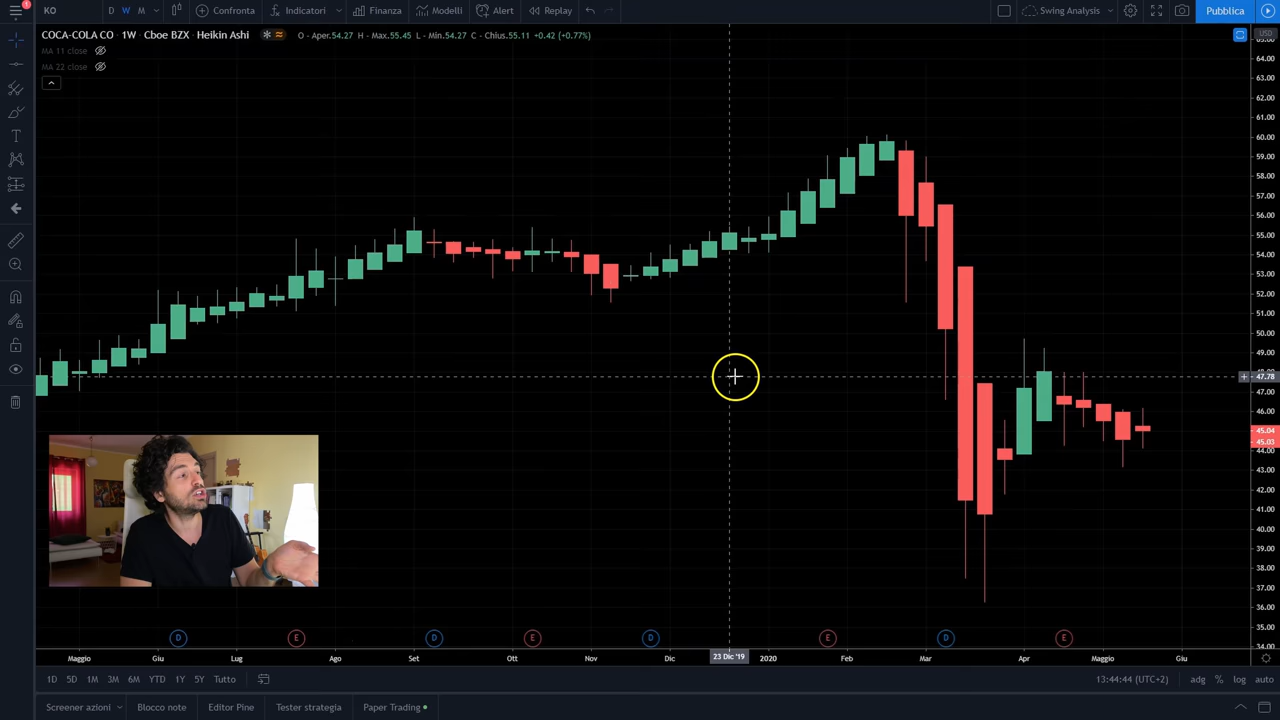 1
KO
D W M
Confronta
Indicatori
Finanza
Modelli
Alert
Replay
Swing Analysis
Pubblica
COCA-COLA CO · 1W · Cboe BZX · Heikin Ashi
O - Aper.54.27 H - Max.55.45 L - Min.54.27 C - Chius.55.11 +0.42 (+0.77%)
MA 11 close
MA 22 close
USD
64.00
63.00
62.00
61.00
60.00
59.00
58.00
57.00
56.00
55.00
54.00
53.00
52.00
51.00
50.00
49.00
47.78
47.00
46.00
45.04
45.03
44.00
43.00
42.00
41.00
40.00
39.00
38.00
37.00
36.00
35.00
34.00
D E D E D E D E
Maggio Giu Lug Ago Set Ott Nov Dic 23 Dic '19 2020 Feb Mar Apr Maggio Giu
1D 5D 1M 3M 6M YTD 1Y 5Y Tutto
13:44:44 (UTC+2) adg % log auto
Screener azioni
Blocco note
Editor Pine
Tester strategia
Paper Trading